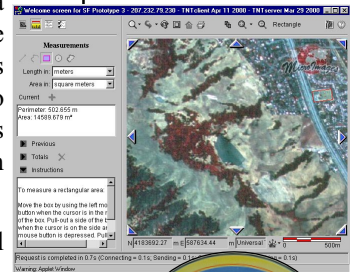 Welcome screen for SF Prototype 3 - 207.232.79.230 - TNTclient Apr 11 2000 - TNTserver Mar 29 2000
Rectangle
Measurements
Length in: meters
Area in: square meters
Current
Perimeter: 502.655 m
Area: 14589.679 m²
Previous
Totals
Instructions
To measure a rectangular area:
Move the box by using the left mo
button when the cursor is in the r
of the box. Pull-out a side of the b
when the cursor is on the side ar
mouse button is depressed. Pull
MicroImages
N 4183692.27 m E 587634.44 m Universal
0 500m
Request is completed in 0.7s (Connecting = 0.1s, Sending = 0.1s,
Warning: Applet Window